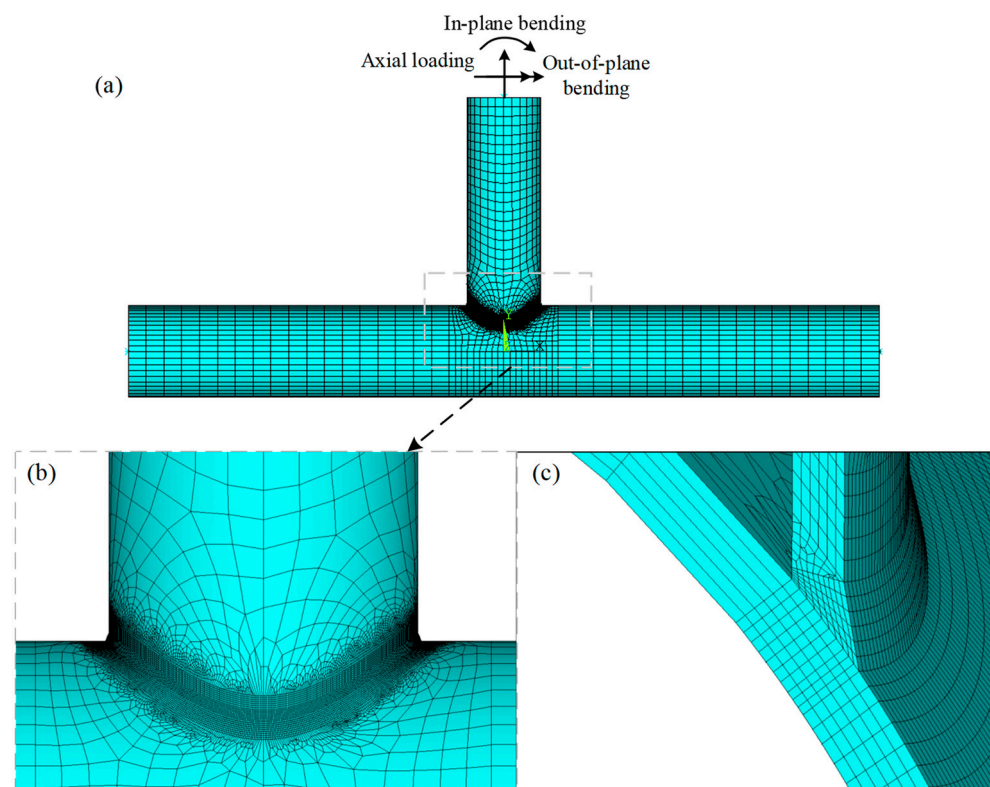 In-plane bending
Axial loading
Out-of-plane
bending
(a)
Y
X
(b)
(c)